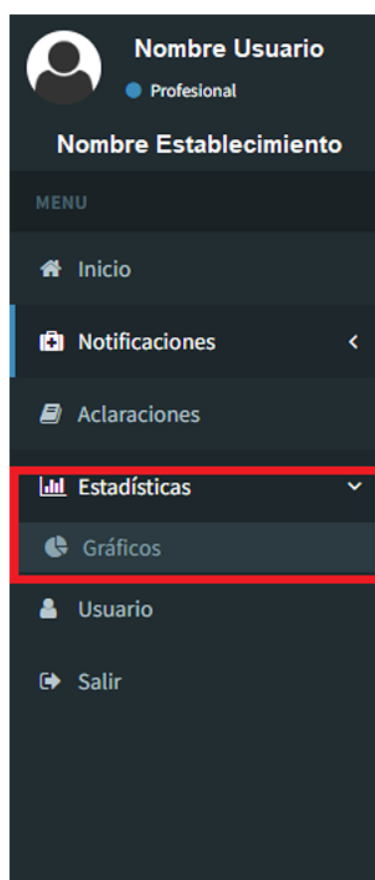 Nombre Usuario
Profesional
Nombre Establecimiento
MENU
Inicio
Notificaciones
Aclaraciones
Estadísticas
Gráficos
Usuario
Salir